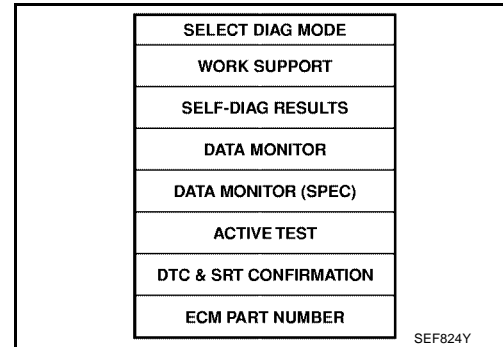 SELECT DIAG MODE
WORK SUPPORT
SELF-DIAG RESULTS
DATA MONITOR
DATA MONITOR (SPEC)
ACTIVE TEST
DTC & SRT CONFIRMATION
ECM PART NUMBER
SEF824Y